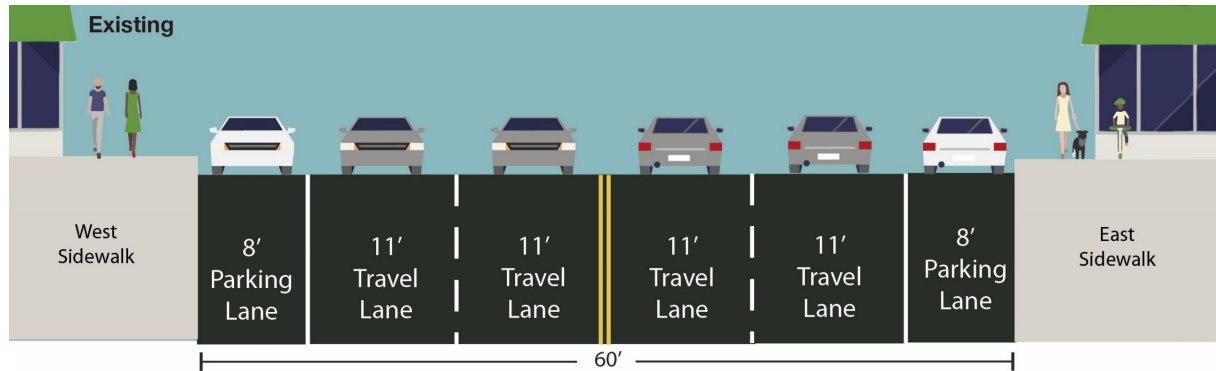 Existing
West
Sidewalk
8’
Parking
Lane
11’
Travel
Lane
11’
Travel
Lane
11’
Travel
Lane
11’
Travel
Lane
8’
Parking
Lane
East
Sidewalk
60’